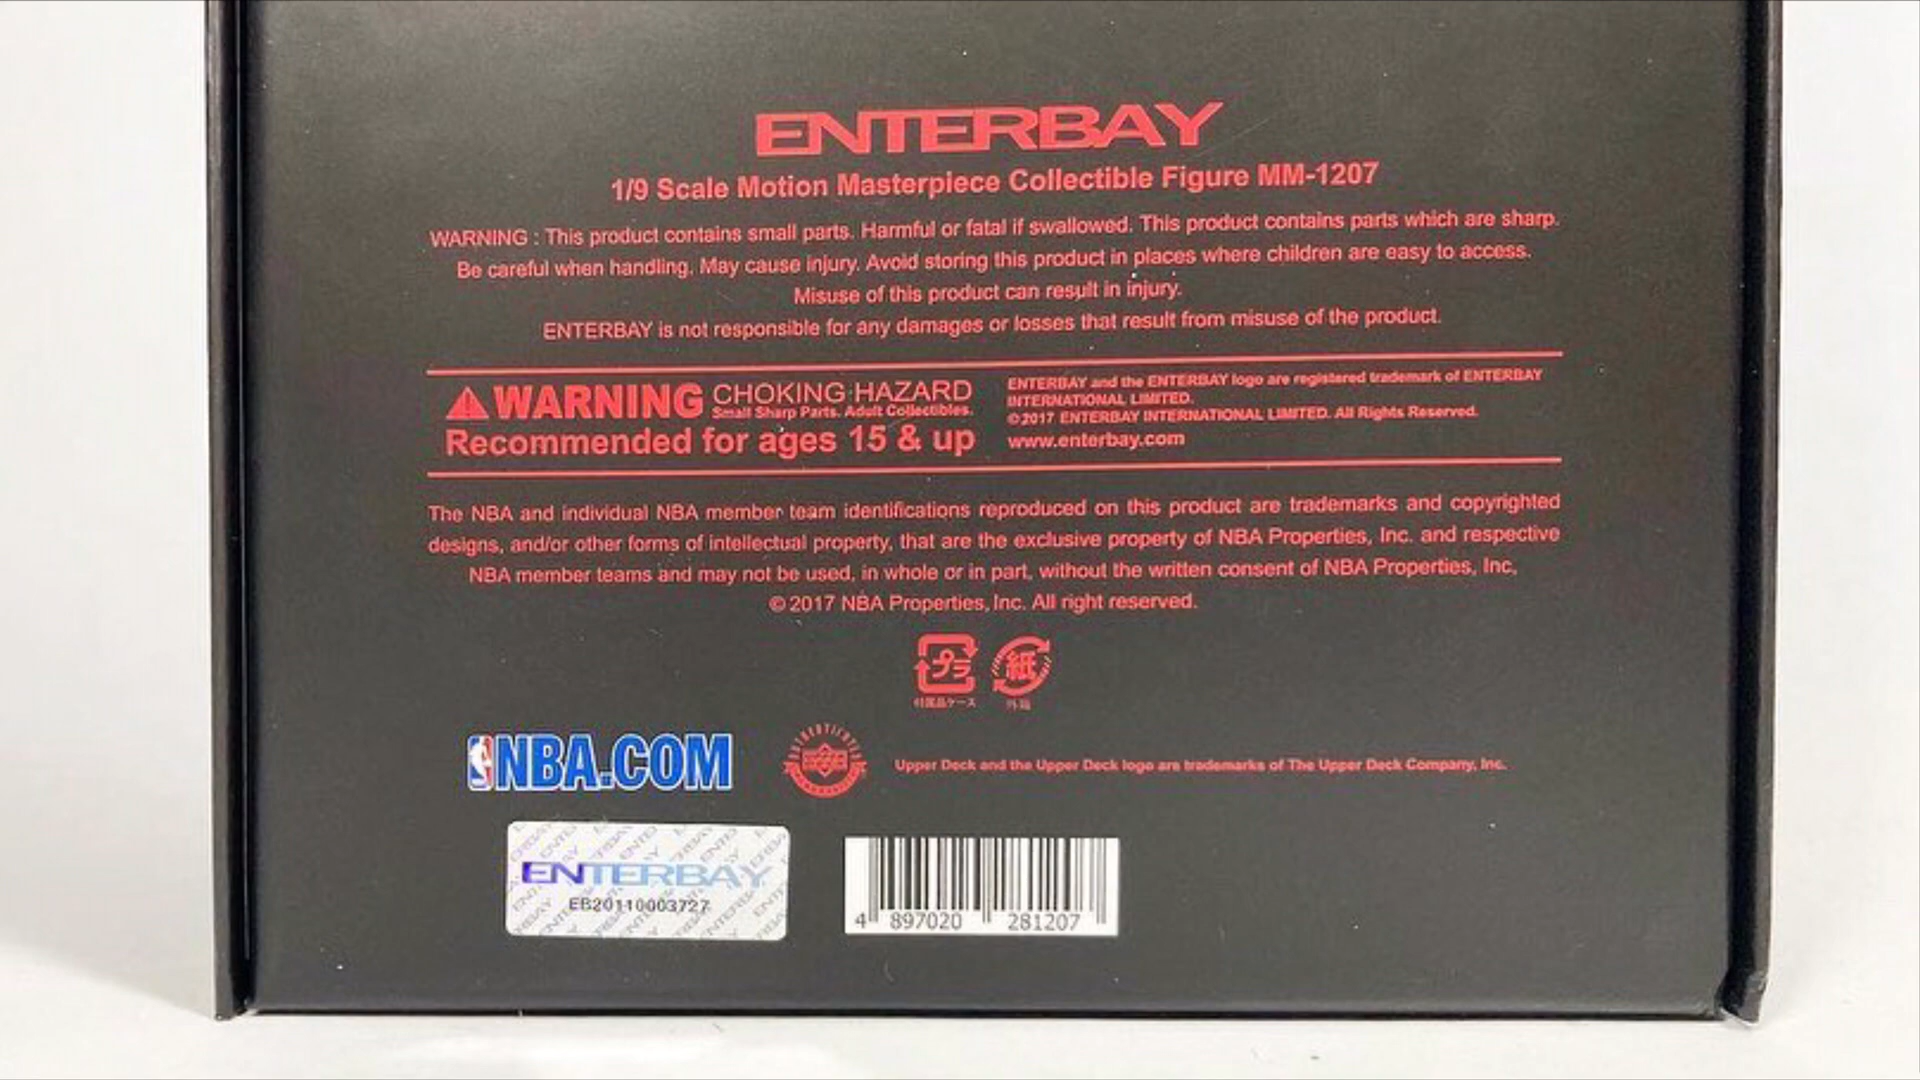 ENTERBAY
1/9 Scale Motion Masterpiece Collectible Figure MM-1207
WARNING : This product contains small parts. Harmful or fatal if swallowed. This product contains parts which are sharp.
Be careful when handling. May cause injury. Avoid storing this product in places where children are easy to access.
Misuse of this product can result in injury.
ENTERBAY is not responsible for any damages or losses that result from misuse of the product.
WARNING CHOKING HAZARD
Small Sharp Parts. Adult Collectibles.
Recommended for ages 15 & up
ENTERBAY and the ENTERBAY logo are registered trademark of ENTERBAY
INTERNATIONAL LIMITED.
©2017 ENTERBAY INTERNATIONAL LIMITED. All Rights Reserved.
www.enterbay.com
The NBA and individual NBA member team identifications reproduced on this product are trademarks and copyrighted
designs, and/or other forms of intellectual property, that are the exclusive property of NBA Properties, Inc. and respective
NBA member teams and may not be used, in whole or in part, without the written consent of NBA Properties, Inc,
©2017 NBA Properties, Inc. All right reserved.
プラ 紙
付属品ケース 外箱
NBA.COM
Upper Deck and the Upper Deck logo are trademarks of The Upper Deck Company, Inc.
ENTERBAY
EB20110003727
4 897020 281207